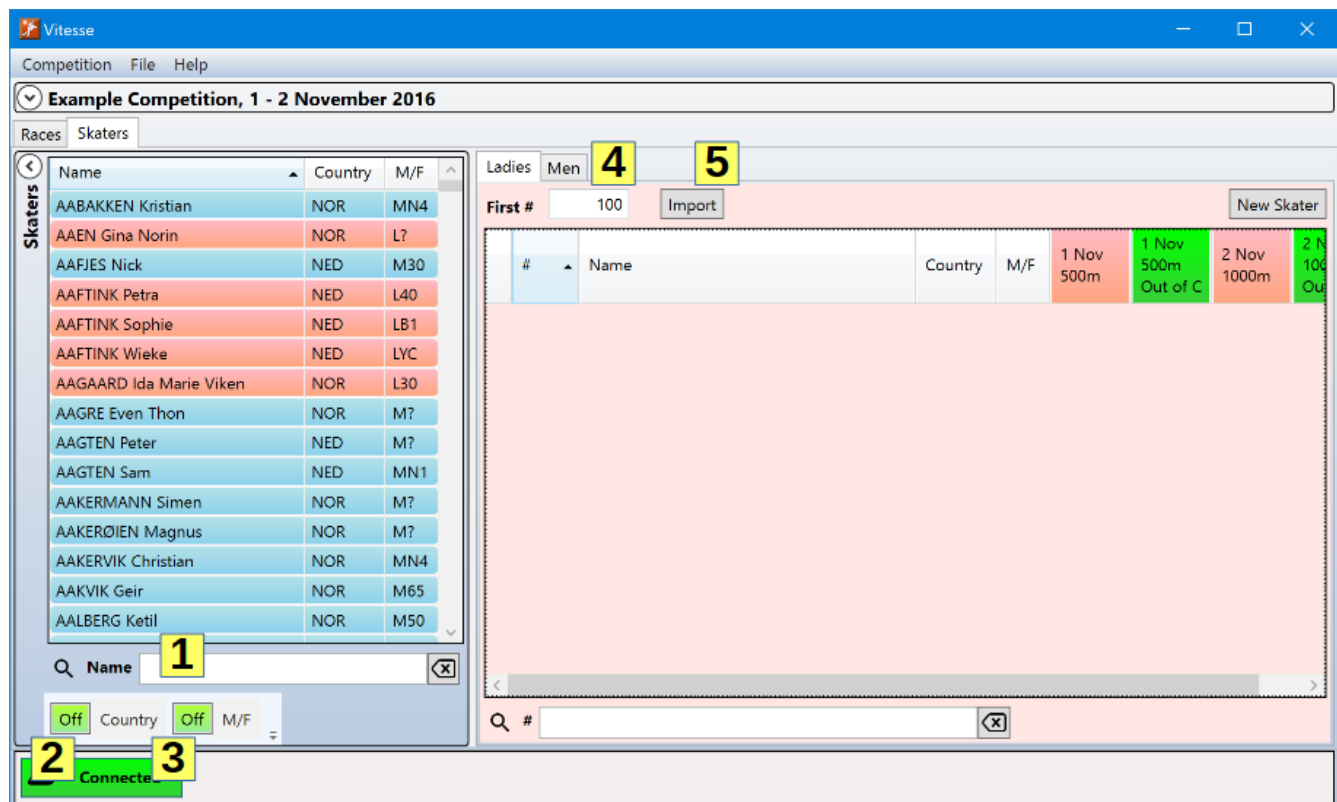 Vitesse
Competition File Help
Example Competition, 1 - 2 November 2016
Races Skaters
Skaters
Name Country M/F
AABAKKEN Kristian NOR MN4
AAEN Gina Norin NOR L?
AAFJES Nick NED M30
AAFTINK Petra NED L40
AAFTINK Sophie NED LB1
AAFTINK Wieke NED LYC
AAGAARD Ida Marie Viken NOR L30
AAGRE Even Thon NOR M?
AAGTEN Peter NED M?
AAGTEN Sam NED MN1
AAKERMANN Simen NOR M?
AAKERØIEN Magnus NOR M?
AAKERVIK Christian NOR MN4
AAKVIK Geir NOR M65
AALBERG Ketil NOR M50
1
Name
Off Country Off M/F
2 3
Ladies Men 4 5
First # 100 Import New Skater
# Name Country M/F
1 Nov
500m
1 Nov
500m
Out of C
2 Nov
1000m
2 N
100
Ou
#
Connecte